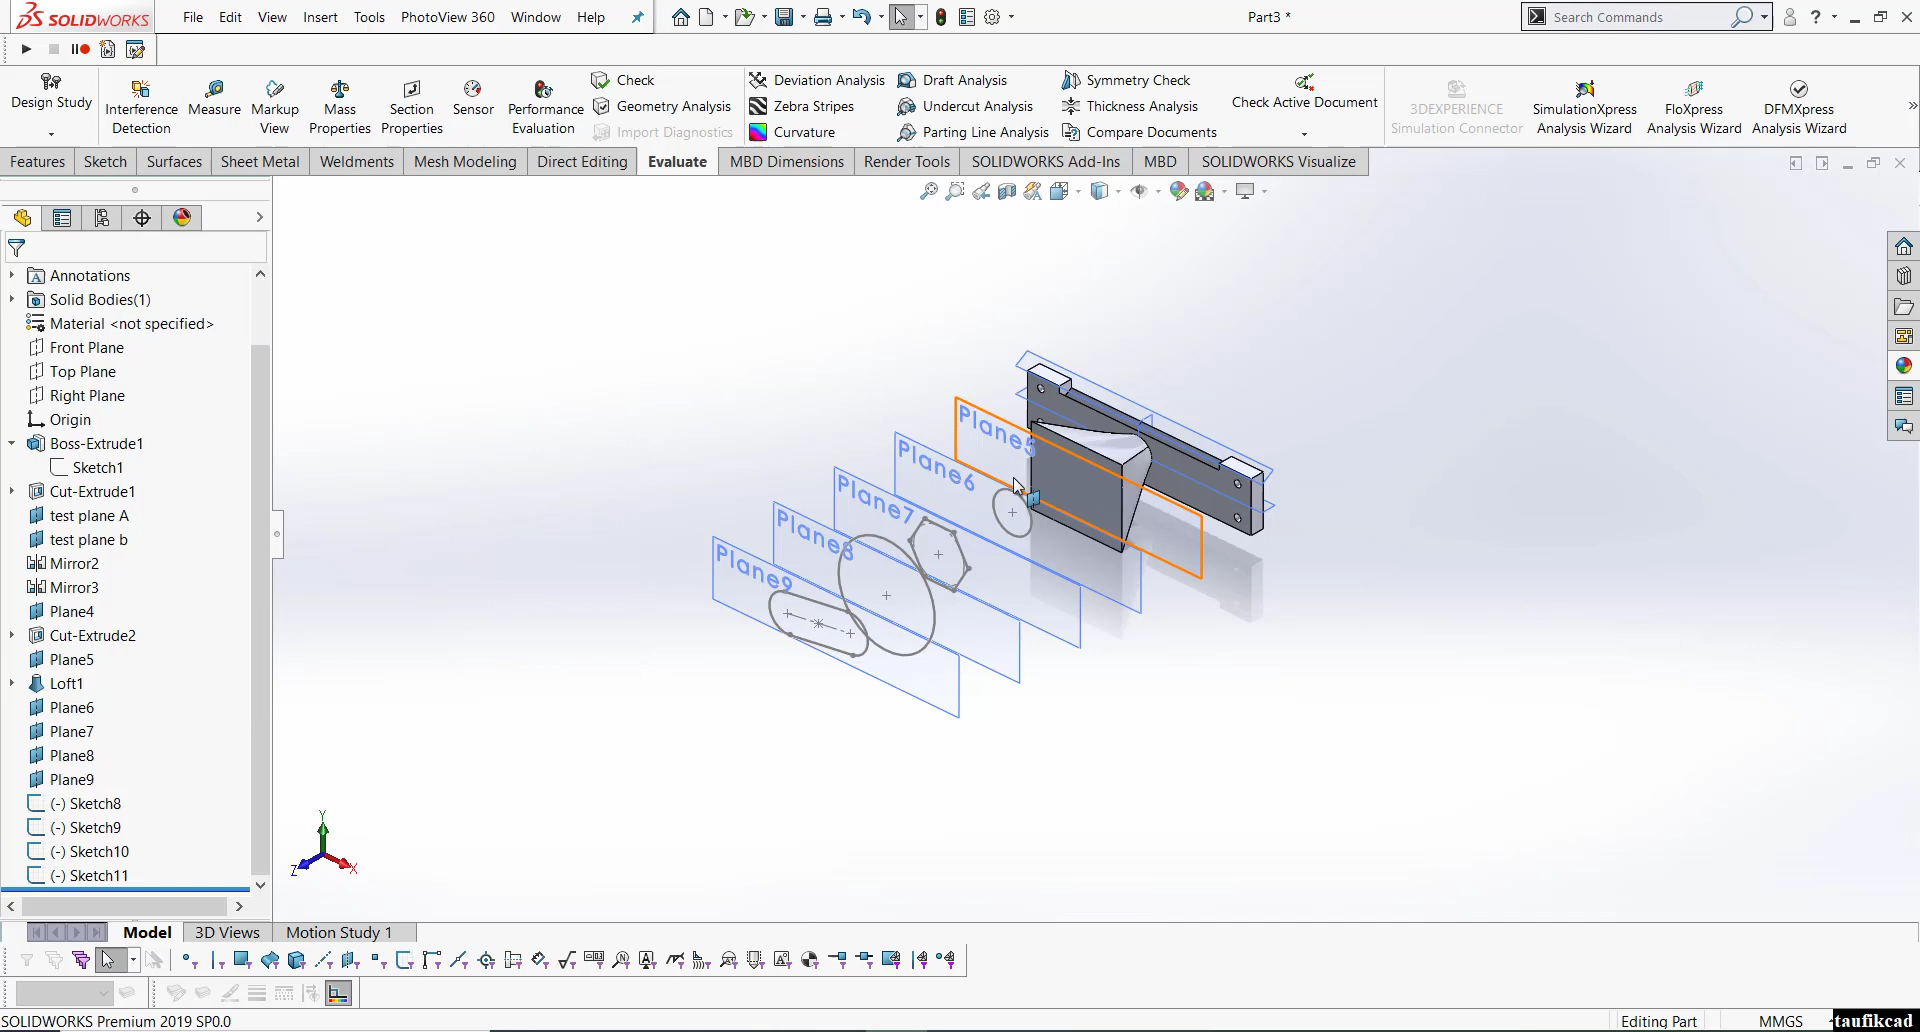 SOLIDWORKS File Edit View Insert Tools PhotoView 360 Window Help Part3 * Search Commands
Design Study
Interference Detection
Measure
Markup View
Mass Properties
Section Properties
Sensor
Performance Evaluation
Check
Geometry Analysis
Import Diagnostics
Deviation Analysis
Zebra Stripes
Curvature
Draft Analysis
Undercut Analysis
Parting Line Analysis
Symmetry Check
Thickness Analysis
Compare Documents
Check Active Document
3DEXPERIENCE Simulation Connector
SimulationXpress Analysis Wizard
FloXpress Analysis Wizard
DFMXpress Analysis Wizard
Features Sketch Surfaces Sheet Metal Weldments Mesh Modeling Direct Editing Evaluate MBD Dimensions Render Tools SOLIDWORKS Add-Ins MBD SOLIDWORKS Visualize
Annotations
Solid Bodies(1)
Material <not specified>
Front Plane
Top Plane
Right Plane
Origin
Boss-Extrude1
Sketch1
Cut-Extrude1
test plane A
test plane b
Mirror2
Mirror3
Plane4
Cut-Extrude2
Plane5
Loft1
Plane6
Plane7
Plane8
Plane9
(-) Sketch8
(-) Sketch9
(-) Sketch10
(-) Sketch11
Plane5
Plane6
Plane7
Plane8
Plane9
Y
Z
X
Model 3D Views Motion Study 1
SOLIDWORKS Premium 2019 SP0.0 Editing Part MMGS taufikcad